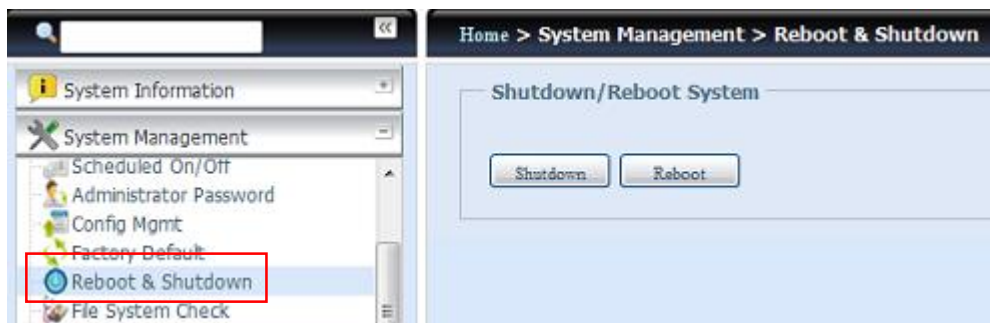 Home > System Management > Reboot & Shutdown
System Information
System Management
Scheduled On/Off
Administrator Password
Config Mgmt
Factory Default
Reboot & Shutdown
File System Check
Shutdown/Reboot System
Shutdown
Reboot